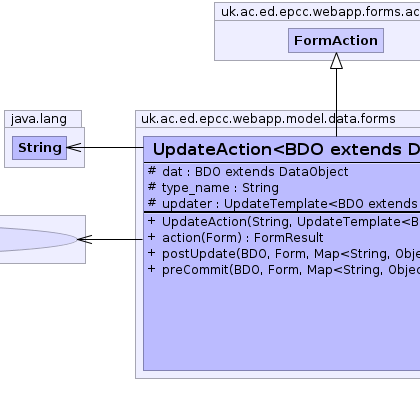 uk.ac.ed.epcc.webapp.forms.ac
FormAction
java.lang
String
uk.ac.ed.epcc.webapp.model.data.forms
UpdateAction<BDO extends D
# dat : BDO extends DataObject
# type_name : String
# updater : UpdateTemplate<BDO extends
+ UpdateAction(String, UpdateTemplate<B
+ action(Form) : FormResult
+ postUpdate(BDO, Form, Map<String, Obje
+ preCommit(BDO, Form, Map<String, Objec